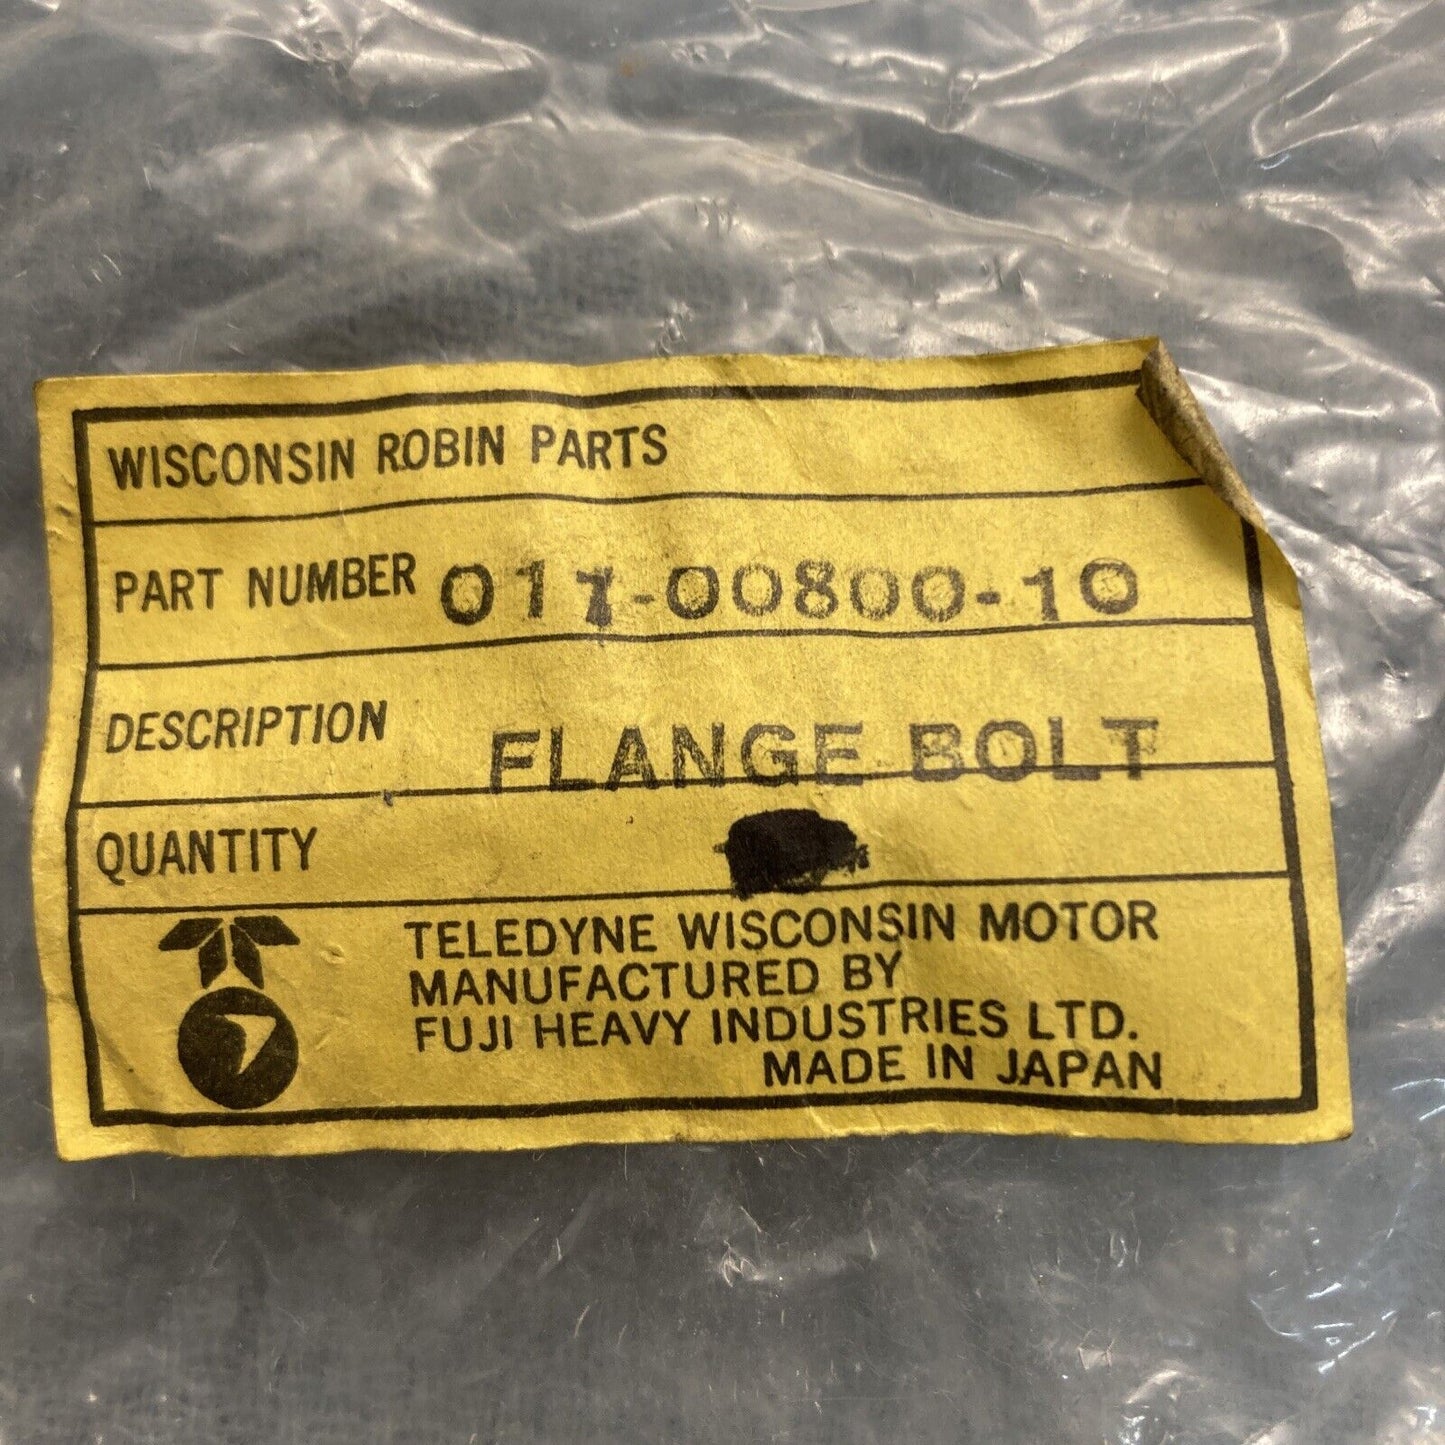 WISCONSIN ROBIN PARTS
PART NUMBER 011-00800-10
DESCRIPTION FLANGE BOLT
QUANTITY
TELEDYNE WISCONSIN MOTOR
MANUFACTURED BY
FUJI HEAVY INDUSTRIES LTD.
MADE IN JAPAN